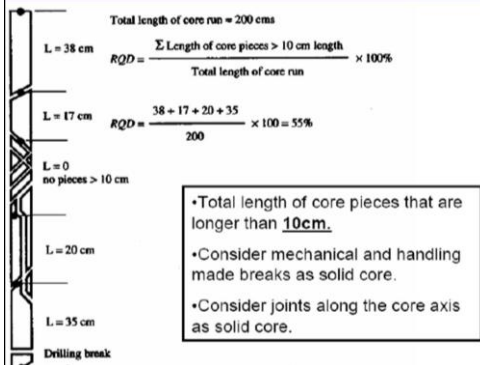 Total length of core run = 200 cms
L = 38 cm
RQD = Σ Length of core pieces > 10 cm length / Total length of core run × 100%
L = 17 cm
RQD = 38 + 17 + 20 + 35 / 200 × 100 = 55%
L = 0
no pieces > 10 cm
•Total length of core pieces that are
longer than 10cm.
•Consider mechanical and handling
made breaks as solid core.
•Consider joints along the core axis
as solid core.
L = 20 cm
L = 35 cm
Drilling break